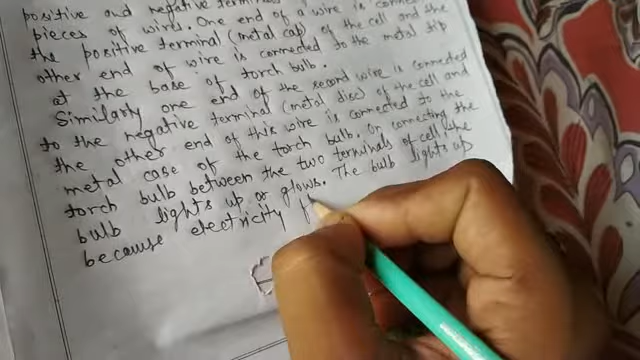 positive and negative terminals
pieces of wires. One end of a wire is
the positive terminal (metal cap) of the cell and the
other end of wire is connected to the metal tip
at the base of torch bulb.
Similarly one end of the second wire is connected
to the negative terminal (metal disc) of the cell and
the other end of this wire is connected to the
metal case of the torch bulb. On connecting the
torch bulb between the two terminals of cell, the
bulb lights up or glows. The bulb lights up
because electricity